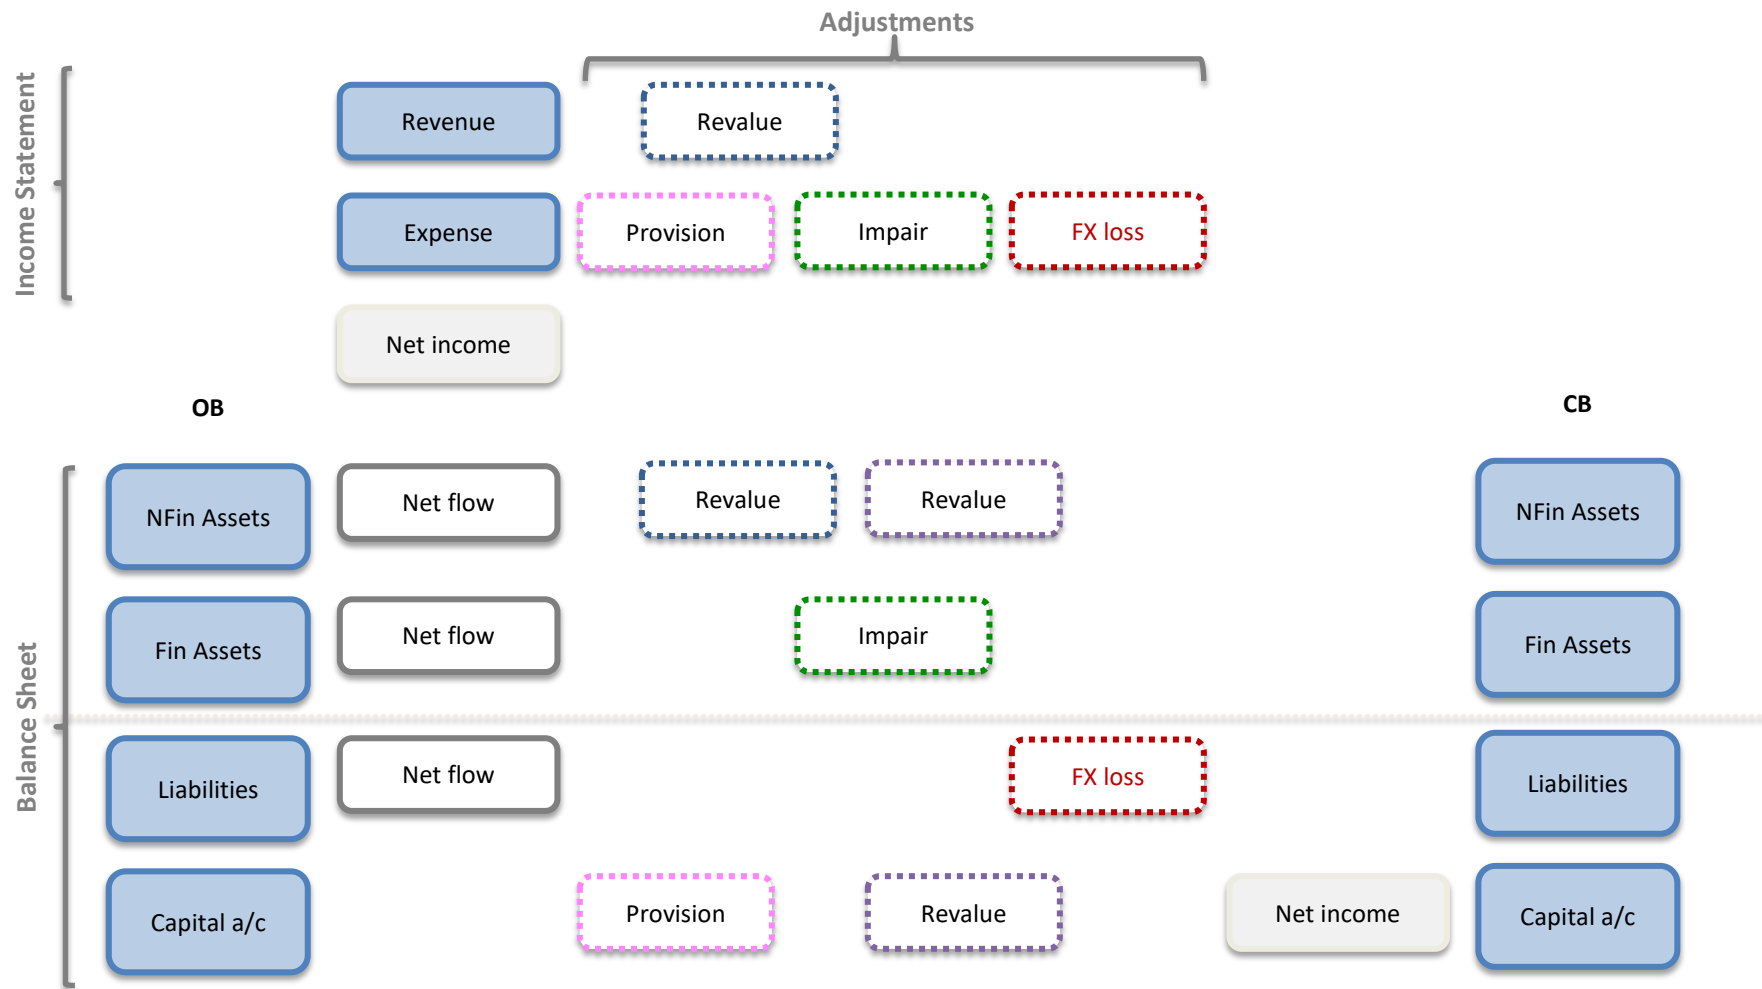 Adjustments
Income Statement
Revenue
Revalue
Expense
Provision
Impair
FX loss
Net income
OB
CB
Balance Sheet
NFin Assets
Net flow
Revalue
Revalue
NFin Assets
Fin Assets
Net flow
Impair
Fin Assets
Liabilities
Net flow
FX loss
Liabilities
Capital a/c
Provision
Revalue
Net income
Capital a/c